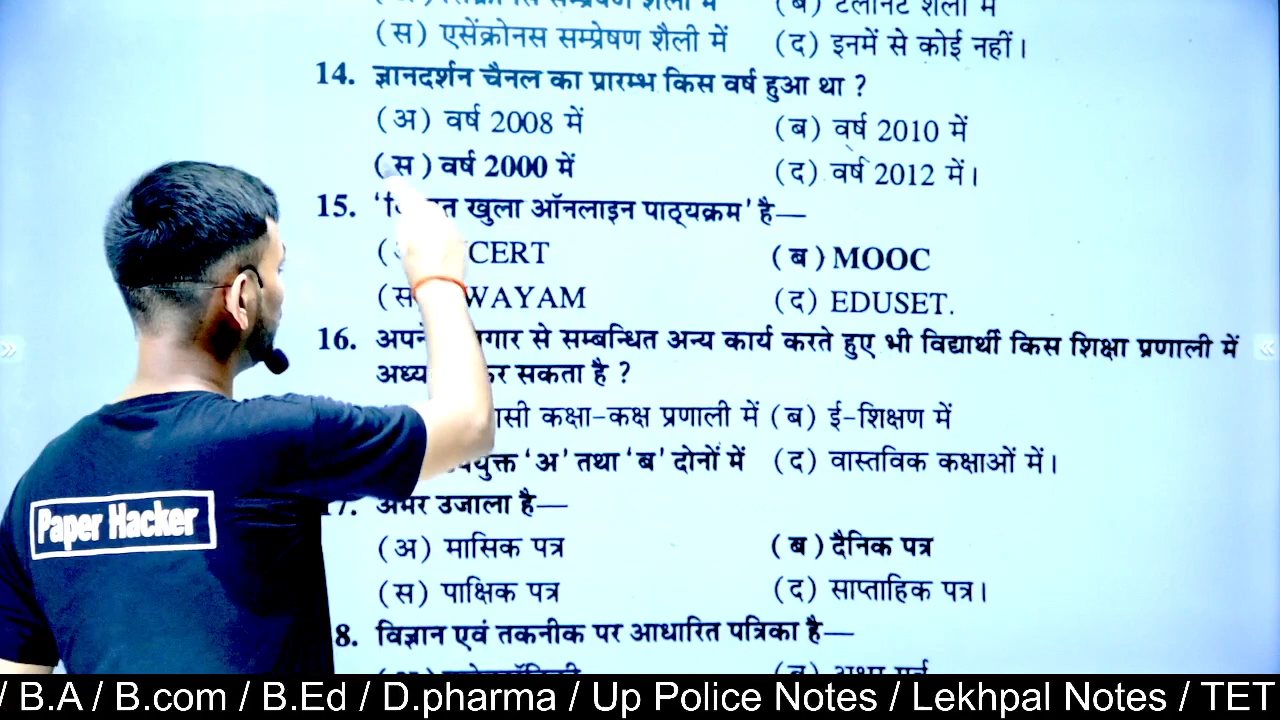 (स) एसेंक्रोनस सम्प्रेषण शैली में (द) इनमें से कोई नहीं।
14. ज्ञानदर्शन चैनल का प्रारम्भ किस वर्ष हुआ था ?
(अ) वर्ष 2008 में (ब) वर्ष 2010 में
(स) वर्ष 2000 में (द) वर्ष 2012 में।
15. खुला ऑनलाइन पाठ्यक्रम' है—
CERT (ब) MOOC
WAYAM (द) EDUSET.
16. से सम्बन्धित अन्य कार्य करते हुए भी विद्यार्थी किस शिक्षा प्रणाली में
कर सकता है ?
कक्षा-कक्ष प्रणाली में (ब) ई-शिक्षण में
'अ' तथा 'ब' दोनों में (द) वास्तविक कक्षाओं में।
17. अमर उजाला है—
(अ) मासिक पत्र (ब) दैनिक पत्र
(स) पाक्षिक पत्र (द) साप्ताहिक पत्र।
8. विज्ञान एवं तकनीक पर आधारित पत्रिका है—
Paper Hacker
/ B.A / B.com / B.Ed / D.pharma / Up Police Notes / Lekhpal Notes / TET